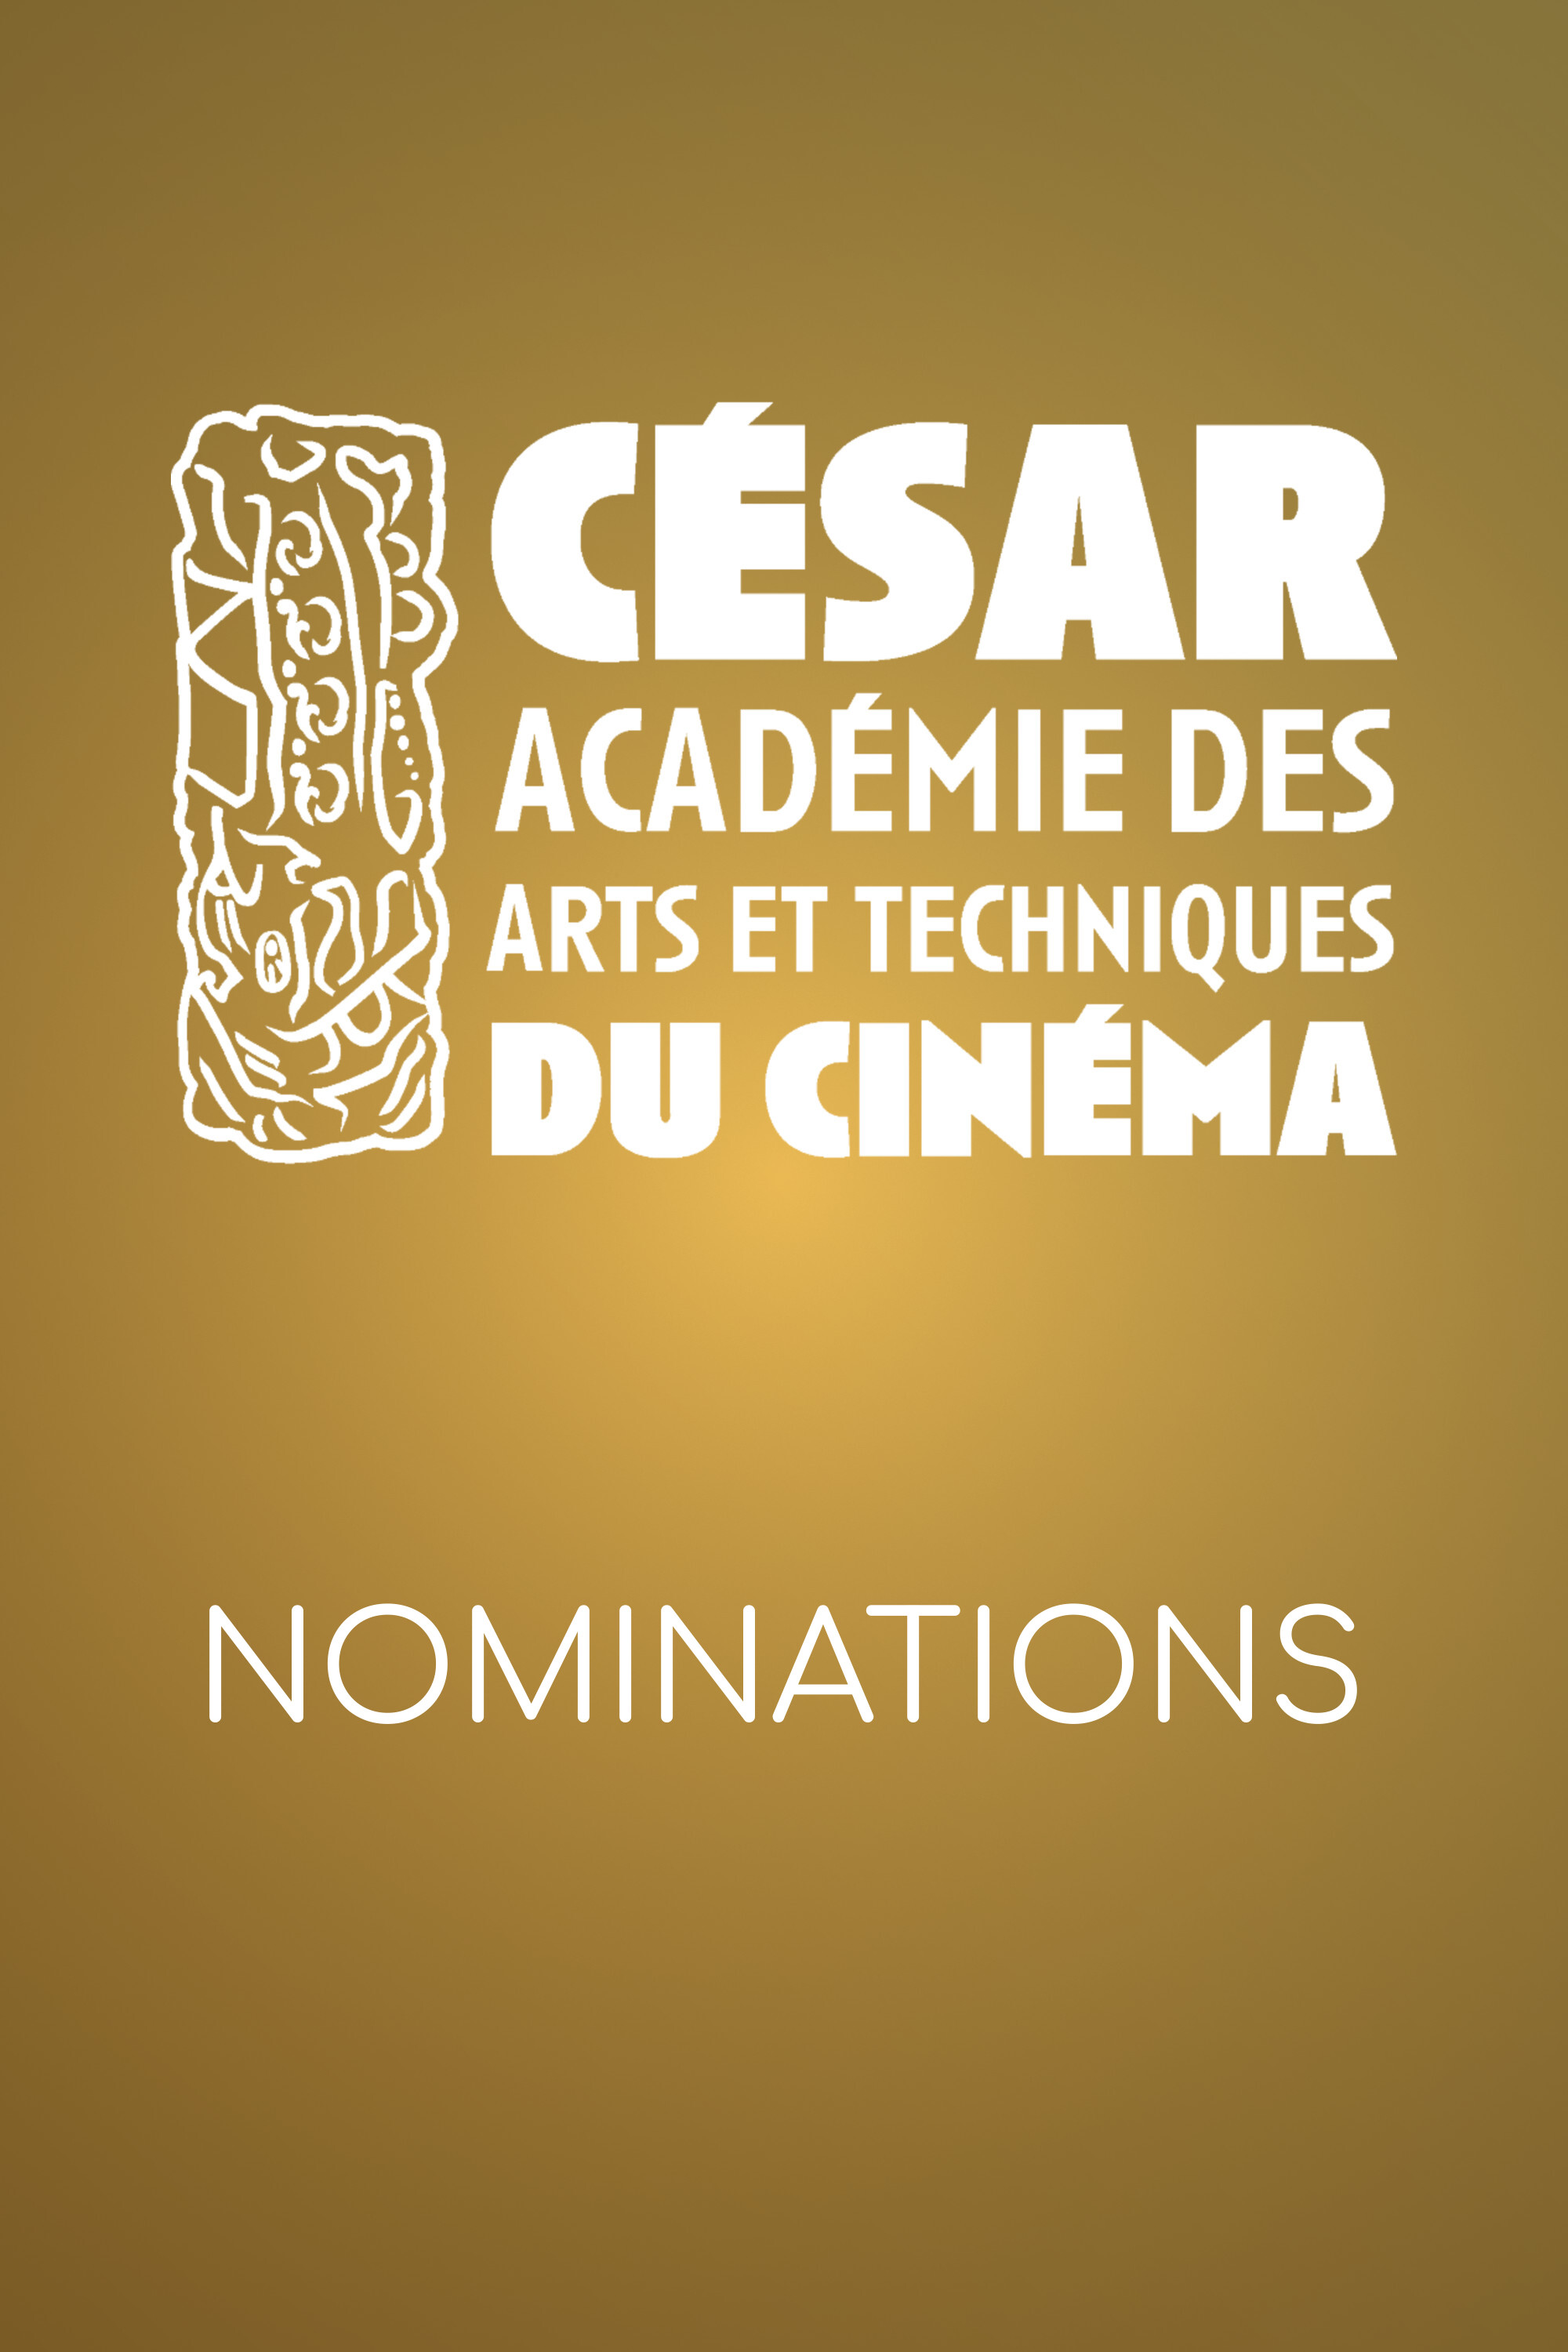 CÉSAR
ACADÉMIE DES
ARTS ET TECHNIQUES
DU CINÉMA
NOMINATIONS